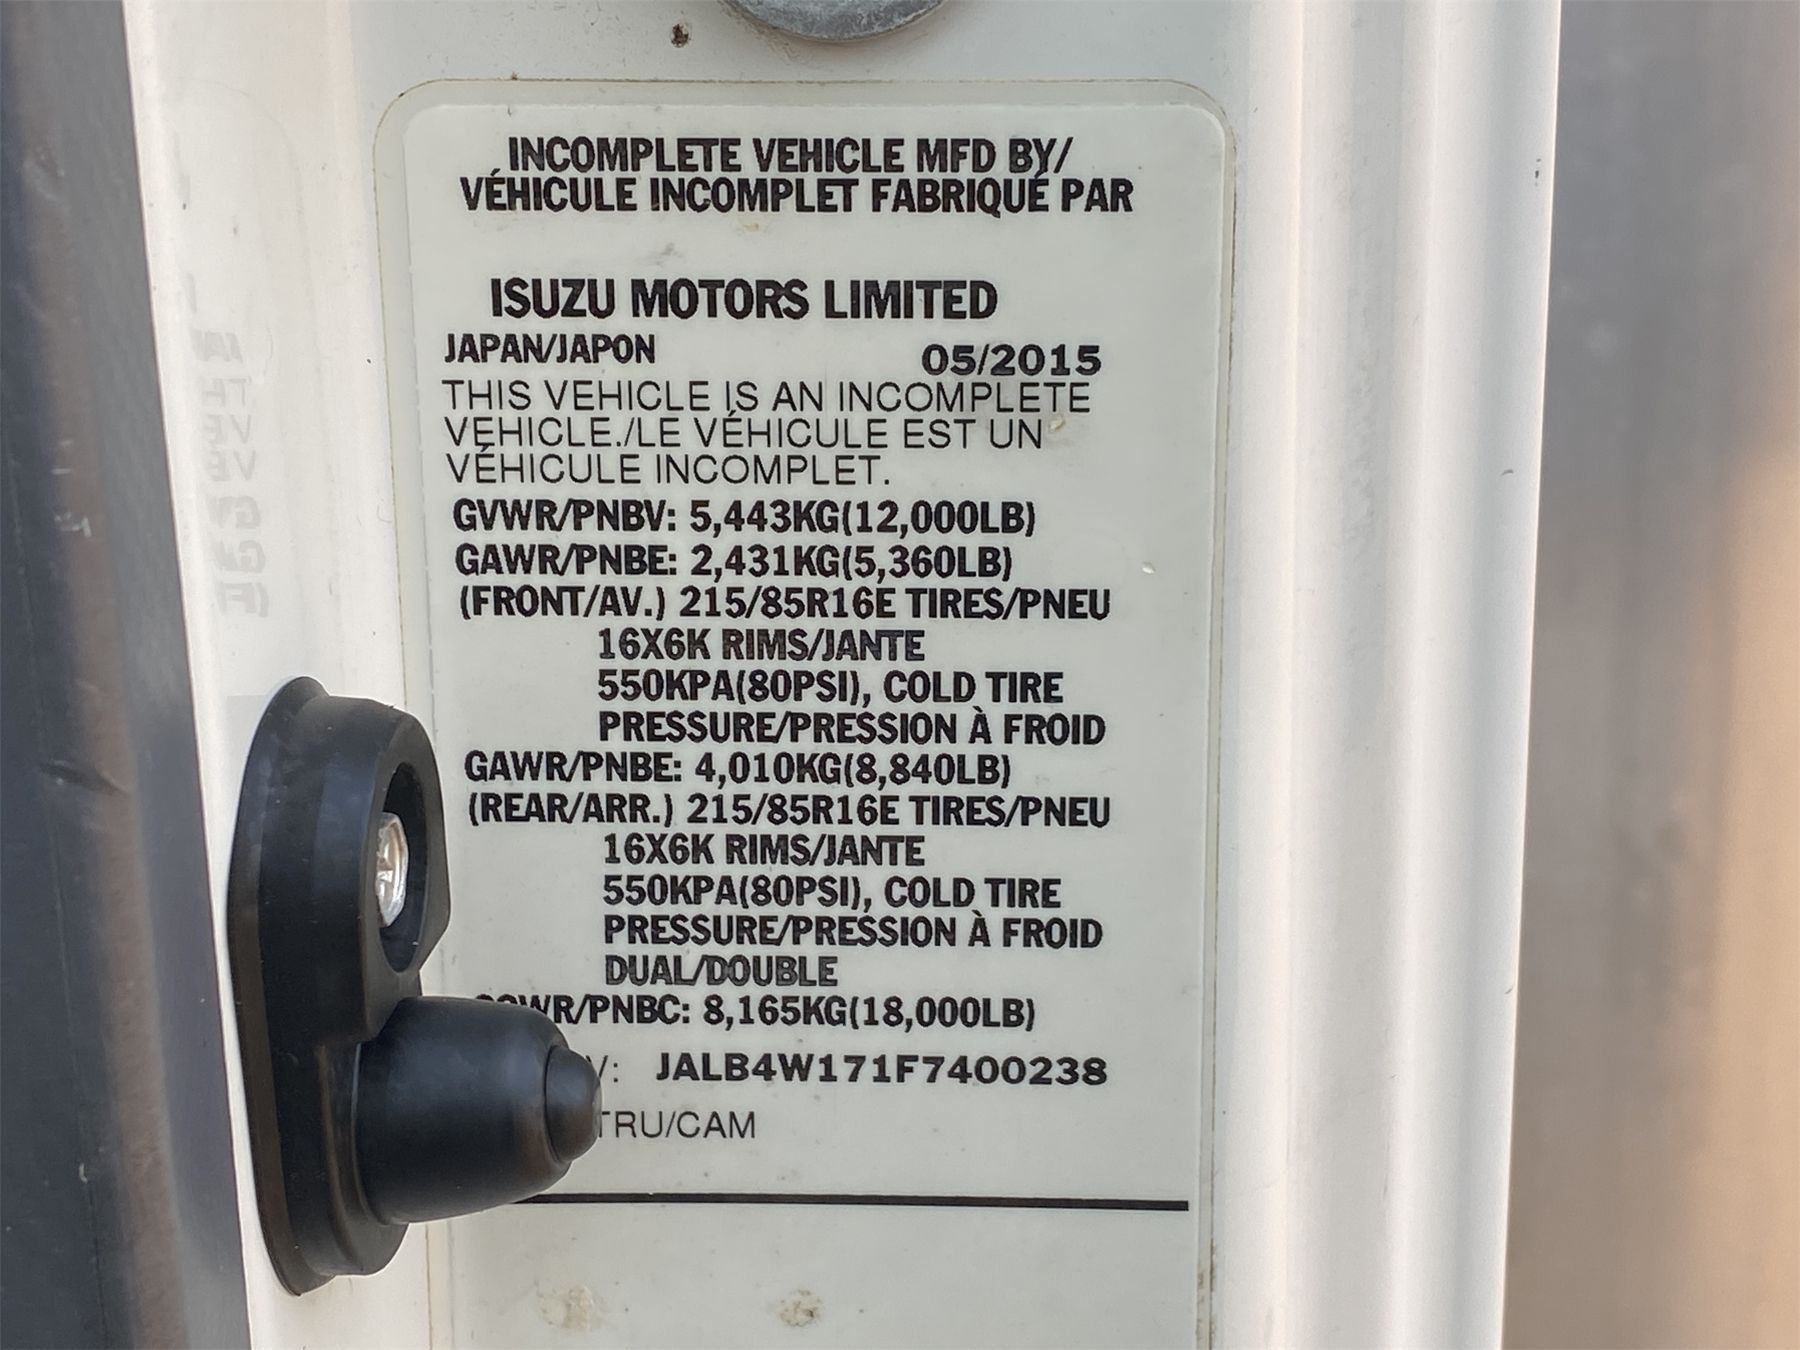 INCOMPLETE VEHICLE MFD BY/
VÉHICULE INCOMPLET FABRIQUÉ PAR
ISUZU MOTORS LIMITED
JAPAN/JAPON 05/2015
THIS VEHICLE IS AN INCOMPLETE
VEHICLE./LE VÉHICULE EST UN
VÉHICULE INCOMPLET.
GVWR/PNBV: 5,443KG(12,000LB)
GAWR/PNBE: 2,431KG(5,360LB)
(FRONT/AV.) 215/85R16E TIRES/PNEU
16X6K RIMS/JANTE
550KPA(80PSI), COLD TIRE
PRESSURE/PRESSION À FROID
GAWR/PNBE: 4,010KG(8,840LB)
(REAR/ARR.) 215/85R16E TIRES/PNEU
16X6K RIMS/JANTE
550KPA(80PSI), COLD TIRE
PRESSURE/PRESSION À FROID
DUAL/DOUBLE
GCWR/PNBC: 8,165KG(18,000LB)
V: JALB4W171F7400238
TRU/CAM